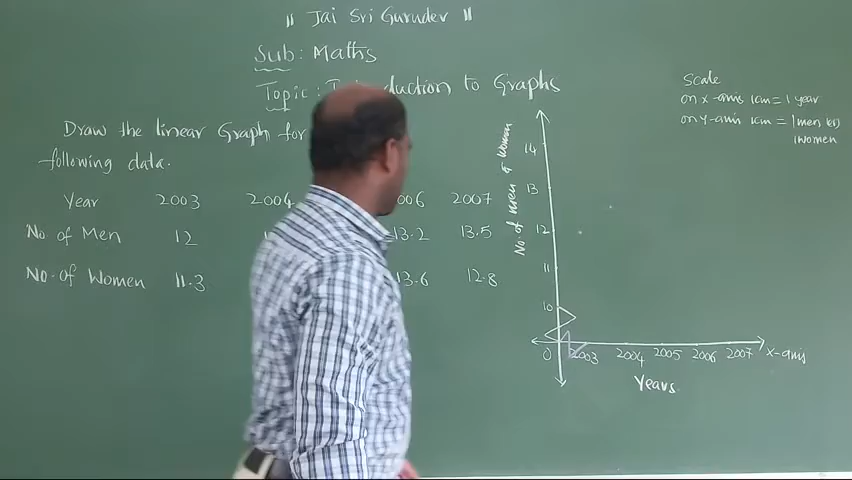 " Jai Sri Gurudev "
Sub: Maths
Topic: Introduction to Graphs
Draw the linear Graph for
following data.
Year 2003 2004 2007
No. of Men 12 13.2 13.5
No. of Women 11.3 13.6 12.8
Scale
on x-axis 1cm = 1 year
on Y-axis 1cm = 1 men
1 women
No of men & women
14
13
12
11
10
0 2003 2004 2005 2006 2007 x-axis
Years